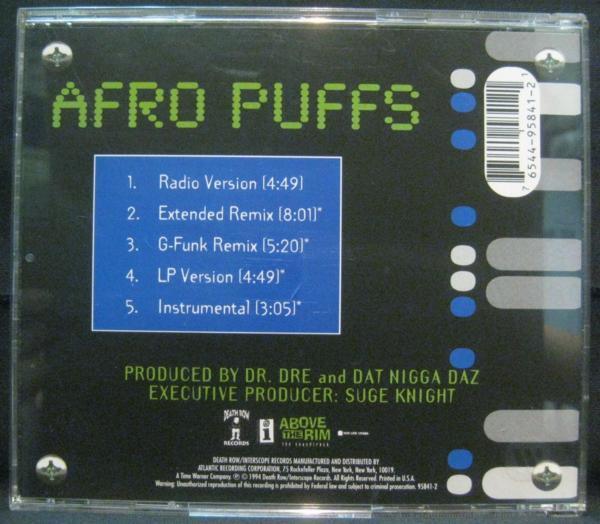 AFRO PUFFS
7 6544-95841-2 1
1. Radio Version (4:49)
2. Extended Remix (8:01)*
3. G-Funk Remix (5:20)*
4. LP Version (4:49)*
5. Instrumental (3:05)*
PRODUCED BY DR. DRE and DAT NIGGA DAZ
EXECUTIVE PRODUCER: SUGE KNIGHT
DEATH ROW
RECORDS
i
ABOVE
THE RIM
the soundtrack
DEATH ROW/INTERSCOPE RECORDS MANUFACTURED AND DISTRIBUTED BY
ATLANTIC RECORDING CORPORATION, 75 Rockefeller Plaza, New York, New York, 10019.
A Time Warner Company ℗ © 1994 Death Row/Interscope Records. All Rights Reserved. Printed in U.S.A.
Warning: Unauthorized reproduction of this recording is prohibited by Federal law and subject to criminal prosecution. 95841-2